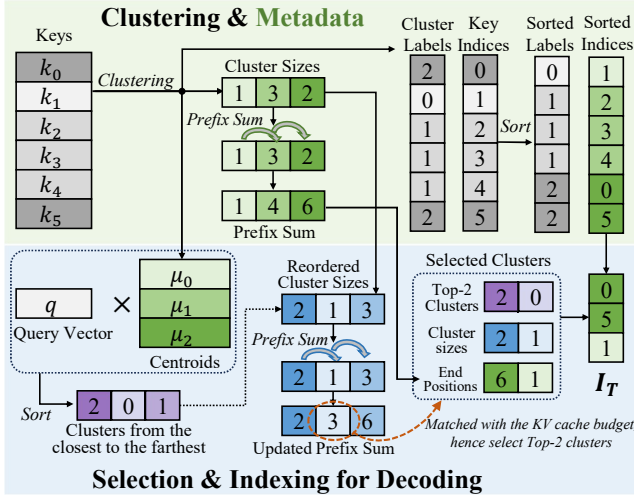 Clustering & Metadata
Keys
k₀
k₁
k₂
k₃
k₄
k₅
Clustering
Cluster Sizes
1 3 2
Prefix Sum
1 3 2
1 4 6
Prefix Sum
Cluster Labels
2
0
1
1
1
2
Key Indices
0
1
2
3
4
5
Sort
Sorted Labels
0
1
1
1
2
2
Sorted Indices
1
2
3
4
0
5
q
Query Vector
×
μ₀
μ₁
μ₂
Centroids
Sort
2 0 1
Clusters from the
closest to the farthest
Reordered
Cluster Sizes
2 1 3
Prefix Sum
2 1 3
2 3 6
Updated Prefix Sum
Selected Clusters
Top-2
Clusters
2 0
Cluster
sizes
2 1
End
Positions
6 1
0
5
1
I_T
Matched with the KV cache budget
hence select Top-2 clusters
Selection & Indexing for Decoding